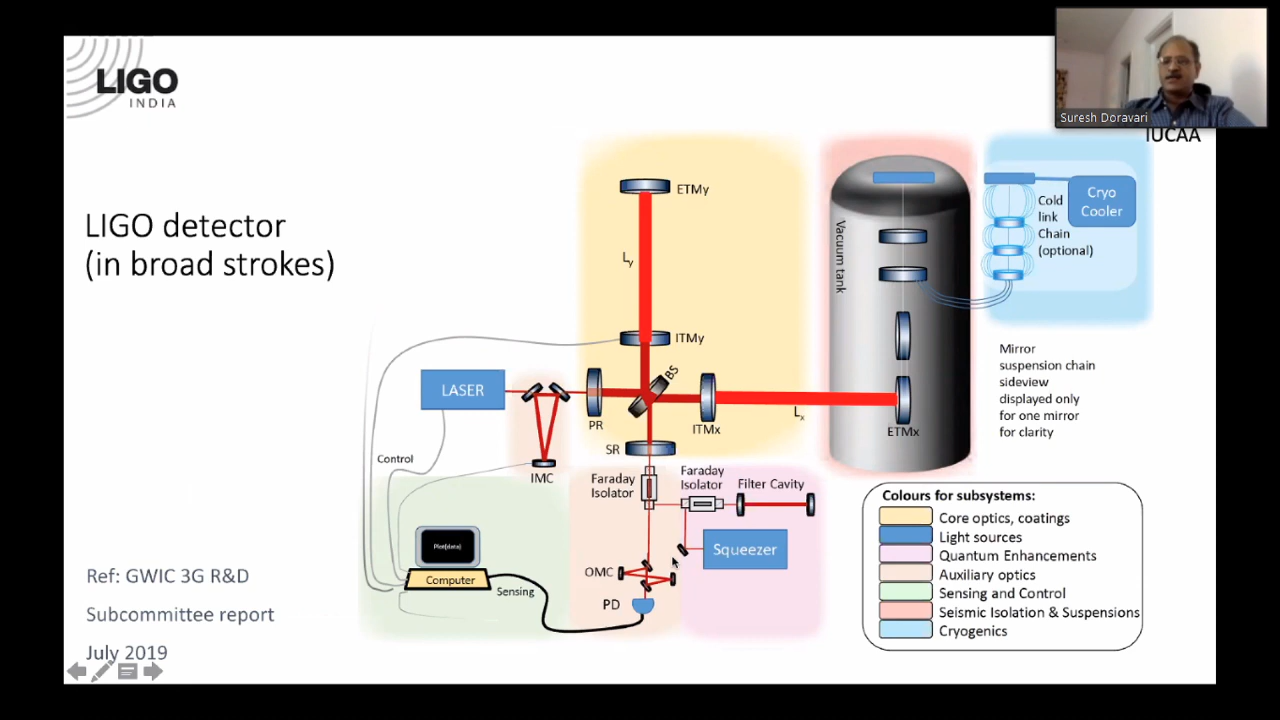 LIGO
INDIA
Suresh Doravari
IUCAA
LIGO detector
(in broad strokes)
ETMy
Ly
ITMy
LASER
BS
PR
ITMx
Lx
ETMx
SR
IMC
Control
Faraday
Isolator
Faraday
Isolator
Filter Cavity
Squeezer
OMC
PD
Plot(data)
Computer
Sensing
Vacuum tank
Cryo
Cooler
Cold
link
Chain
(optional)
Mirror
suspension chain
sideview
displayed only
for one mirror
for clarity
Colours for subsystems:
Core optics, coatings
Light sources
Quantum Enhancements
Auxiliary optics
Sensing and Control
Seismic Isolation & Suspensions
Cryogenics
Ref: GWIC 3G R&D
Subcommittee report
July 2019